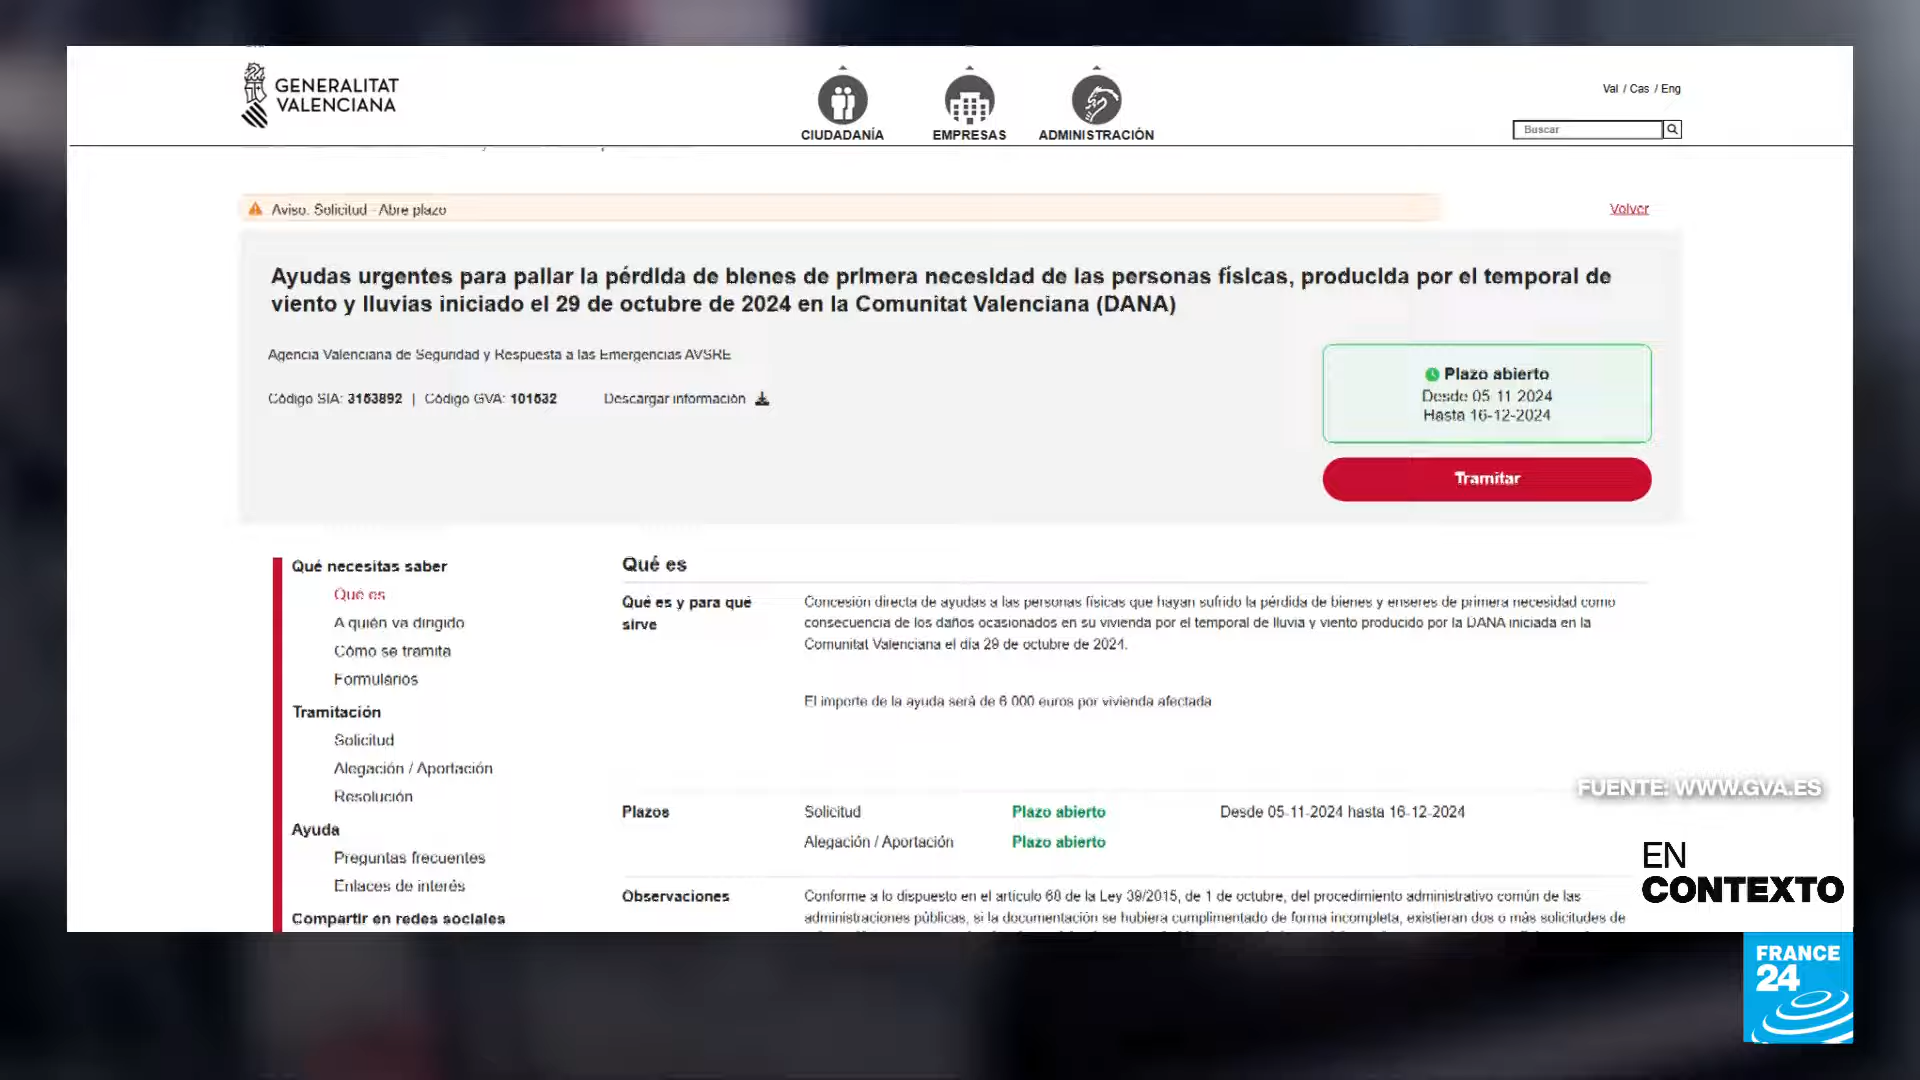 GENERALITAT
VALENCIANA
CIUDADANÍA
EMPRESAS
ADMINISTRACIÓN
Val / Cas / Eng
Buscar
Aviso. Solicitud - Abre plazo
Volver
Ayudas urgentes para paliar la pérdida de bienes de primera necesidad de las personas físicas, producida por el temporal de
viento y lluvias iniciado el 29 de octubre de 2024 en la Comunitat Valenciana (DANA)
Agencia Valenciana de Seguridad y Respuesta a las Emergencias AVSRE
Código SIA: 3153892 | Código GVA: 101532
Descargar información
Plazo abierto
Desde 05-11-2024
Hasta 16-12-2024
Tramitar
Qué necesitas saber
Qué es
A quién va dirigido
Cómo se tramita
Formularios
Tramitación
Solicitud
Alegación / Aportación
Resolución
Ayuda
Preguntas frecuentes
Enlaces de interés
Compartir en redes sociales
Qué es
Qué es y para qué
sirve
Concesión directa de ayudas a las personas físicas que hayan sufrido la pérdida de bienes y enseres de primera necesidad como
consecuencia de los daños ocasionados en su vivienda por el temporal de lluvia y viento producido por la DANA iniciada en la
Comunitat Valenciana el día 29 de octubre de 2024.
El importe de la ayuda será de 6.000 euros por vivienda afectada
Plazos
Solicitud
Plazo abierto
Desde 05-11-2024 hasta 16-12-2024
Alegación / Aportación
Plazo abierto
Observaciones
Conforme a lo dispuesto en el artículo 68 de la Ley 39/2015, de 1 de octubre, del procedimiento administrativo común de las
administraciones públicas, si la documentación se hubiera cumplimentado de forma incompleta, existieran dos o más solicitudes de
FUENTE: WWW.GVA.ES
EN
CONTEXTO
FRANCE
24